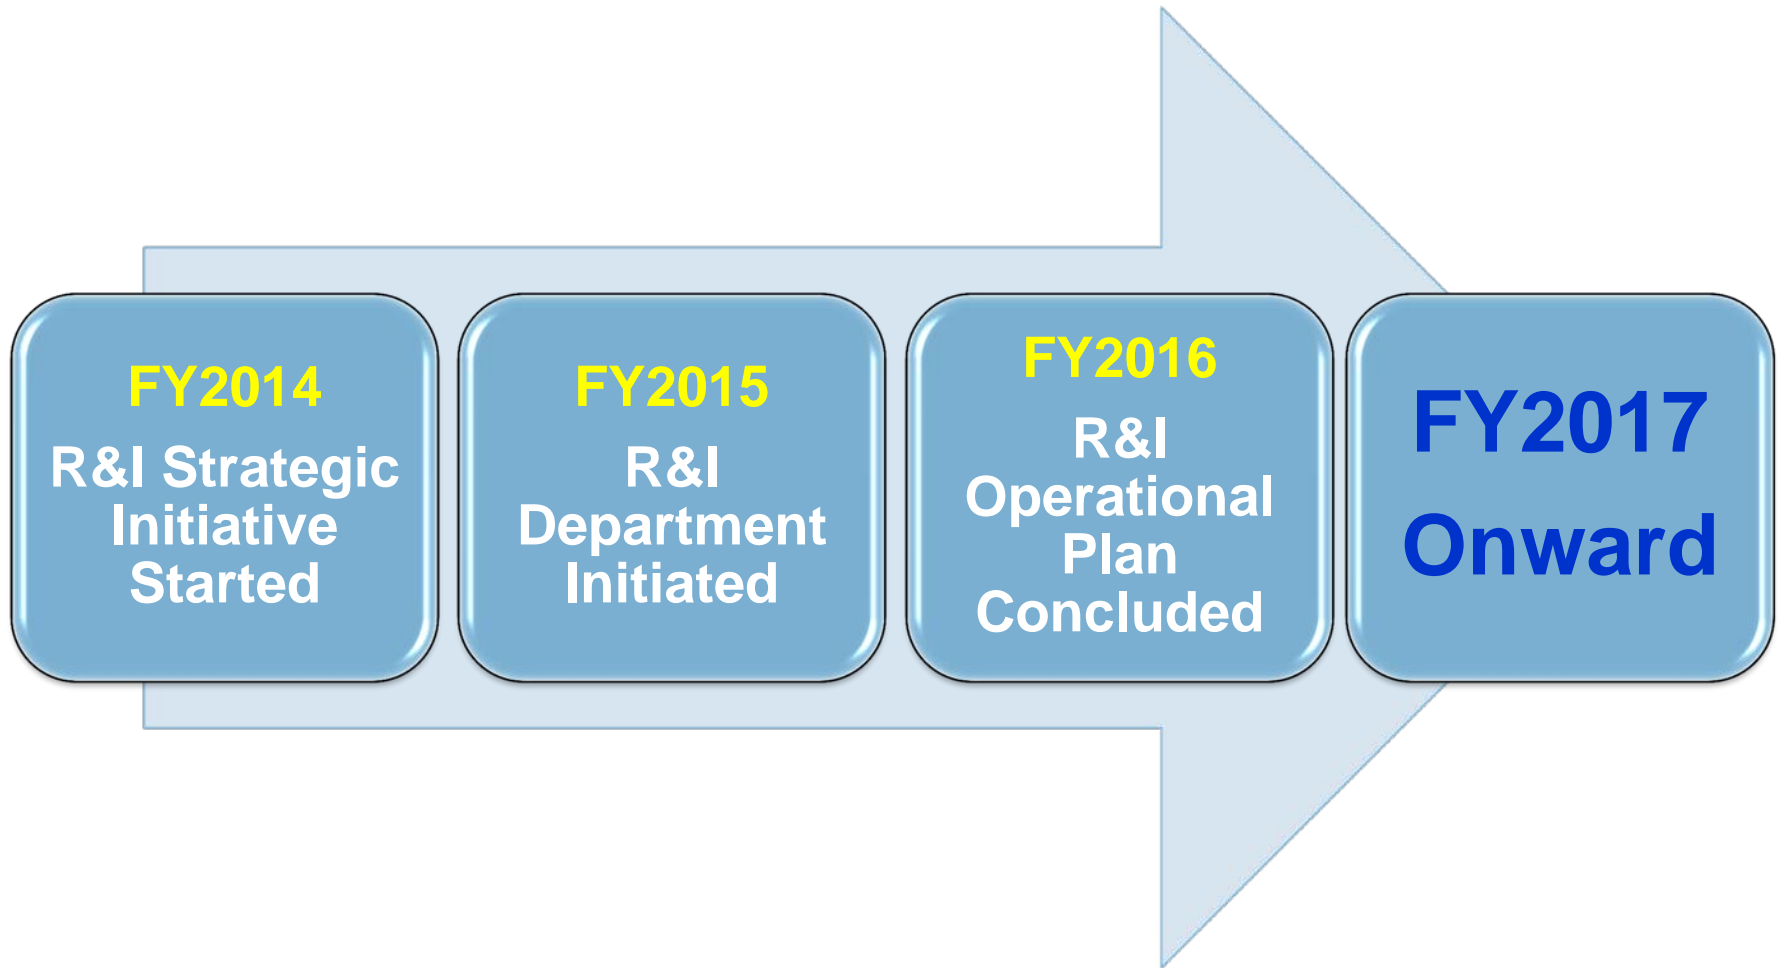 FY2014
R&I Strategic
Initiative
Started
FY2015
R&I
Department
Initiated
FY2016
R&I
Operational
Plan
Concluded
FY2017
Onward